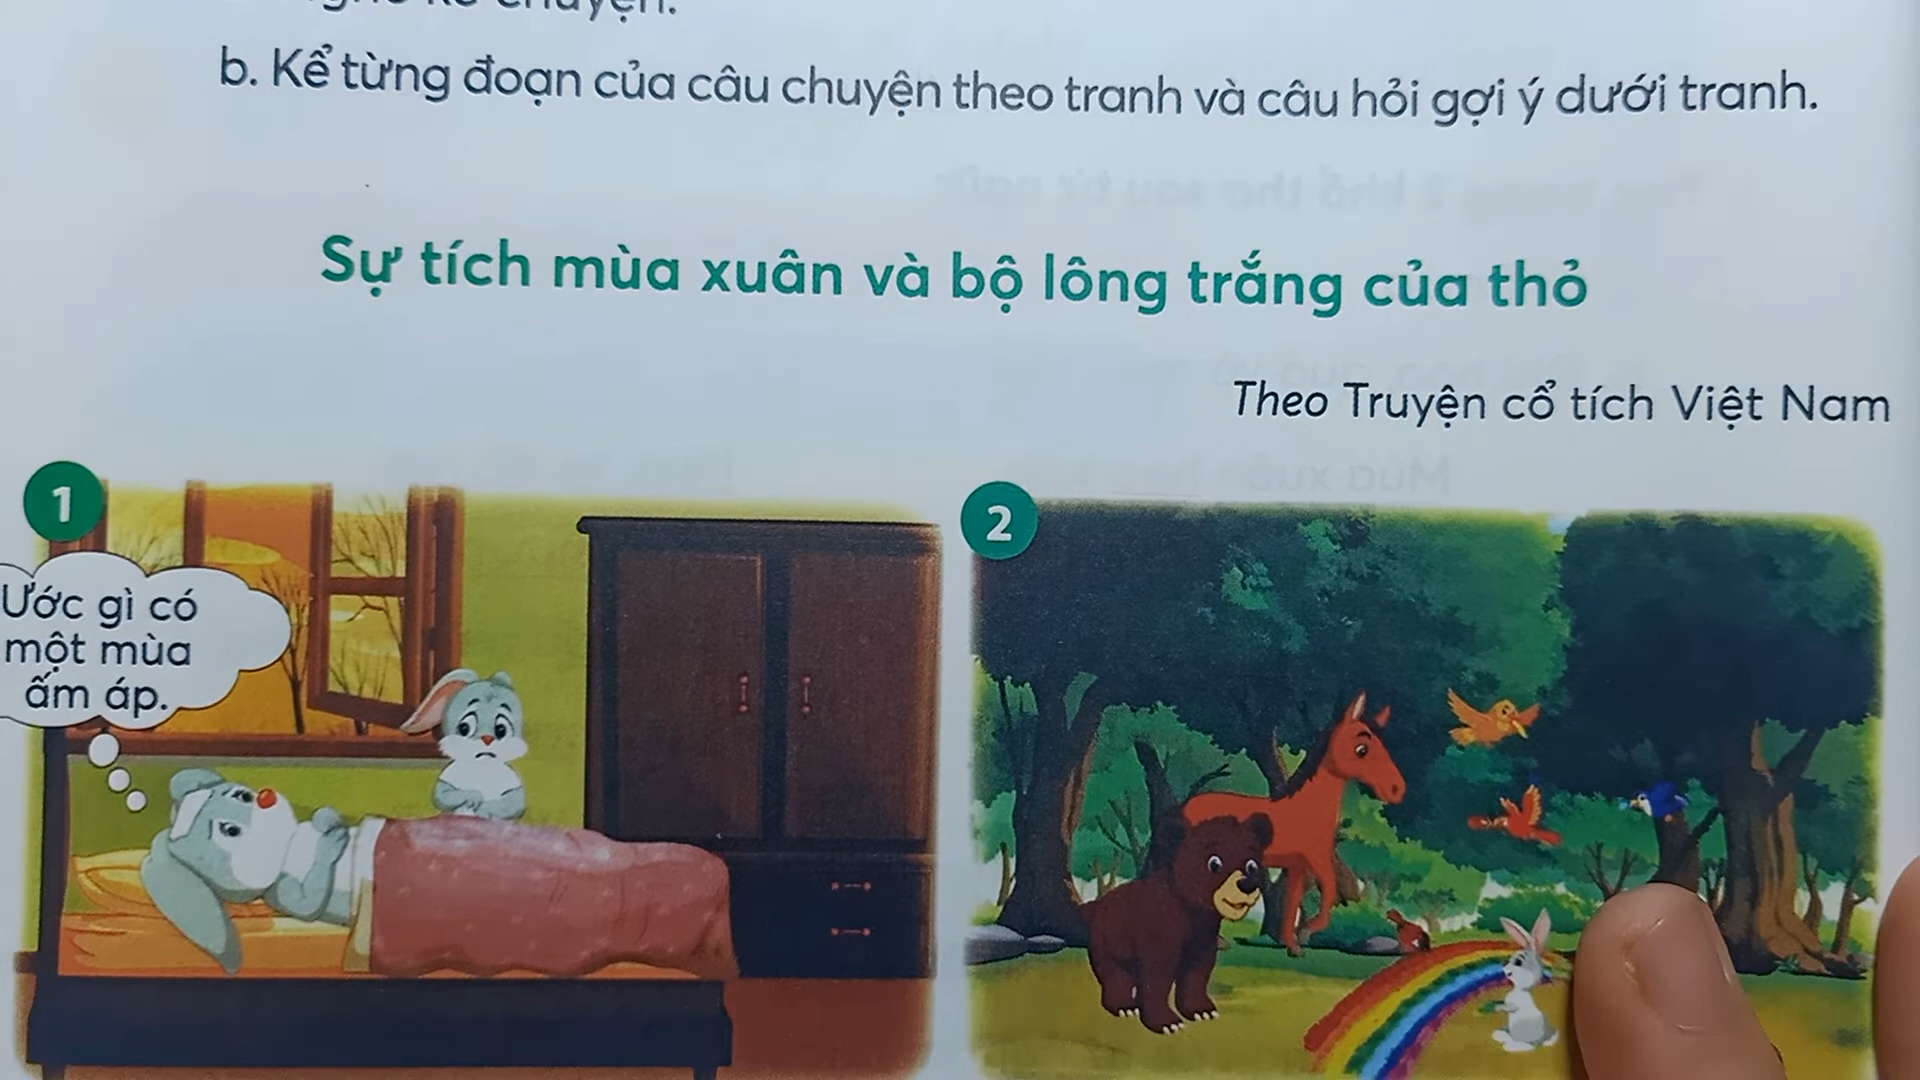 kể chuyện.
b. Kể từng đoạn của câu chuyện theo tranh và câu hỏi gợi ý dưới tranh.
Sự tích mùa xuân và bộ lông trắng của thỏ
Theo Truyện cổ tích Việt Nam
1
2
Ước gì có
một mùa
ấm áp.